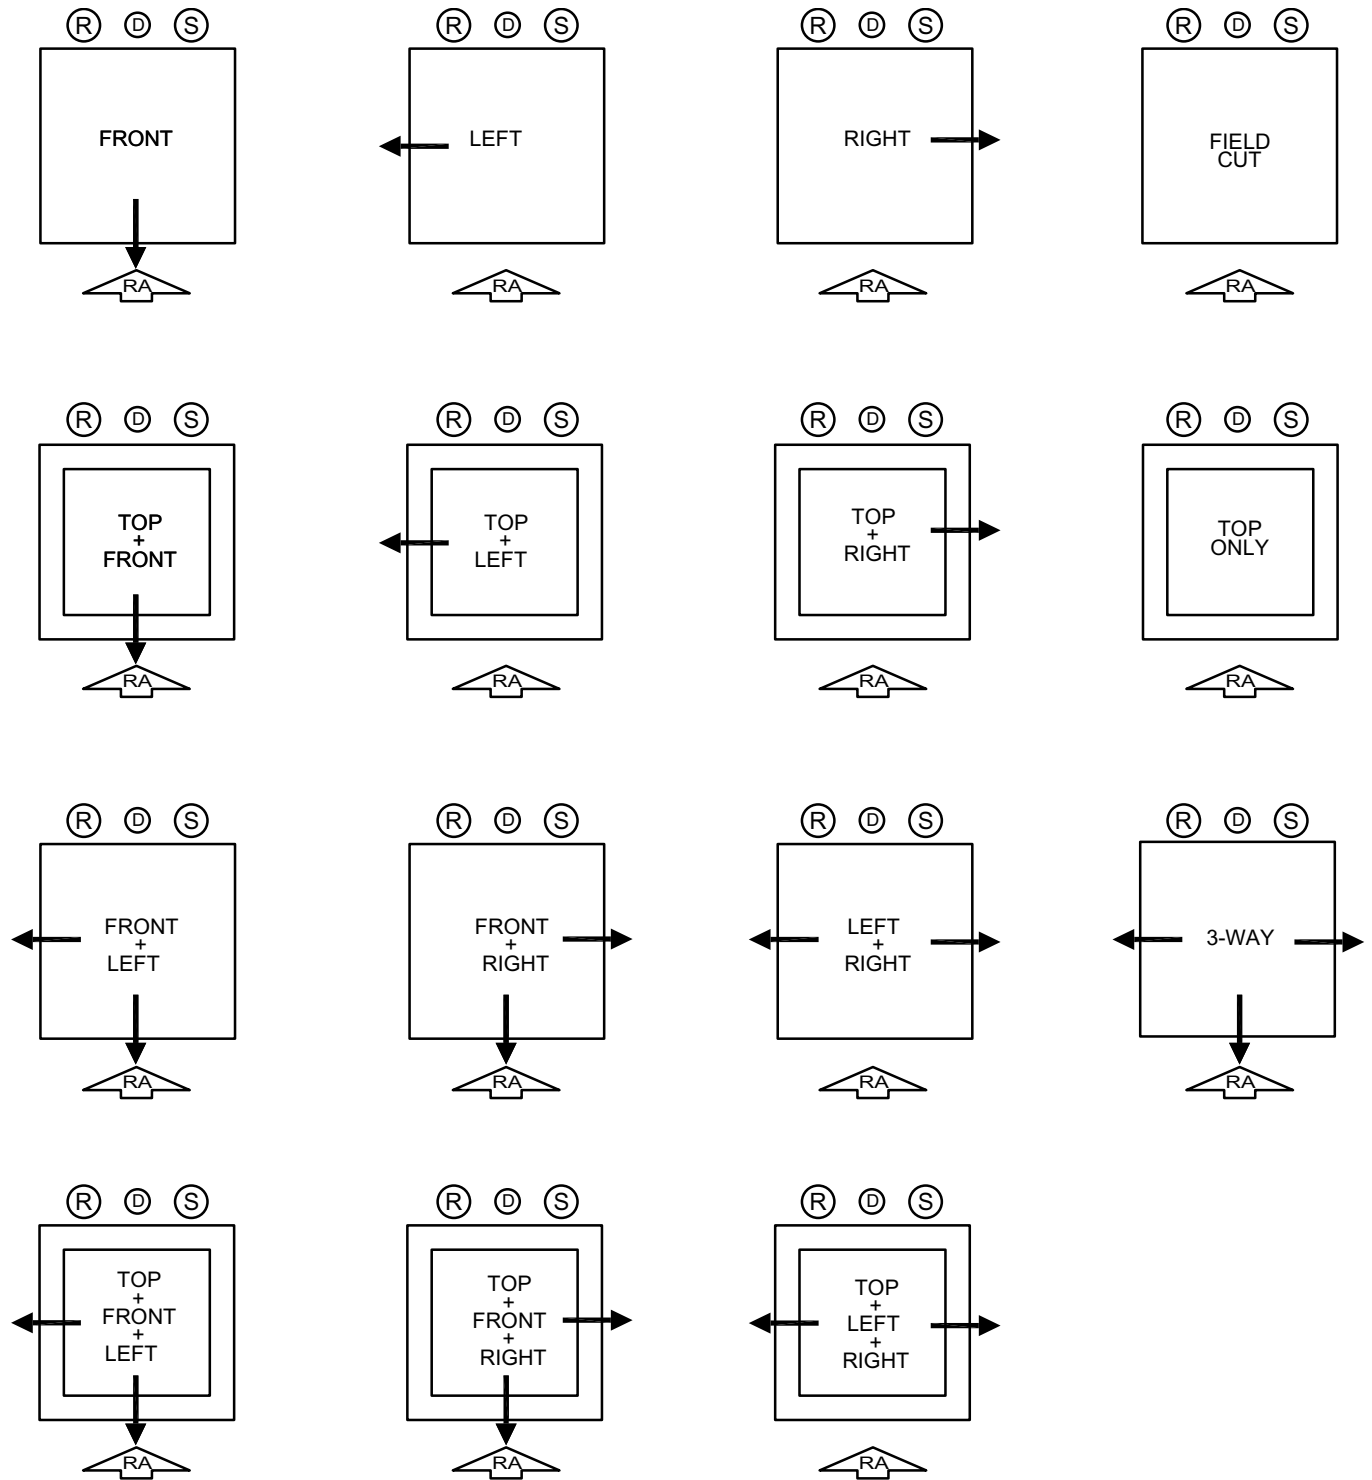 R D S R D S R D S R D S
FRONT LEFT RIGHT FIELD
CUT
RA RA RA RA
R D S R D S R D S R D S
TOP
+
FRONT
TOP
+
LEFT
TOP
+
RIGHT
TOP
ONLY
RA RA RA RA
R D S R D S R D S R D S
FRONT
+
LEFT
FRONT
+
RIGHT
LEFT
+
RIGHT
3-WAY
RA RA RA RA
R D S R D S R D S
TOP
+
FRONT
+
LEFT
TOP
+
FRONT
+
RIGHT
TOP
+
LEFT
+
RIGHT
RA RA RA